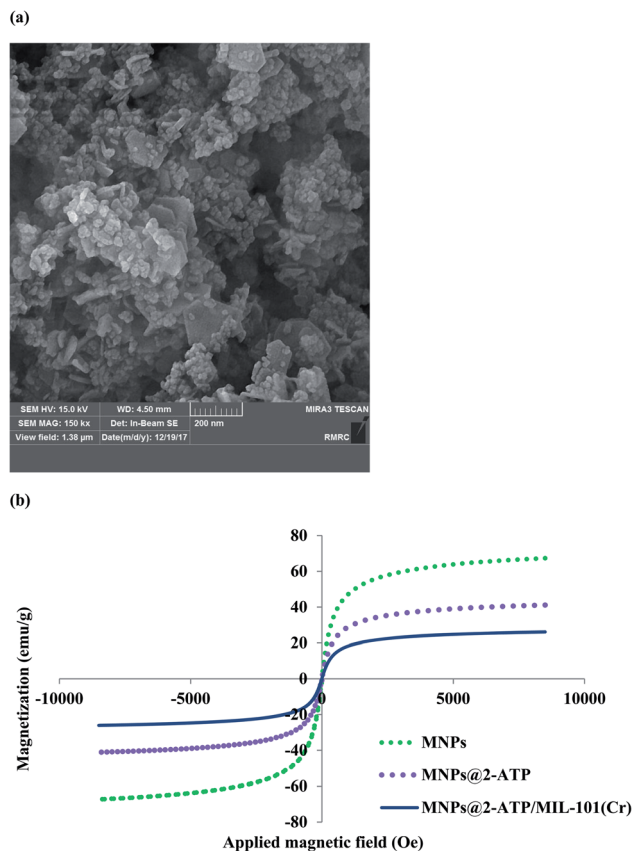 (a)
SEM HV: 15.0 kV WD: 4.50 mm MIRA3 TESCAN
SEM MAG: 150 kx Det: In-Beam SE 200 nm
View field: 1.38 µm Date(m/d/y): 12/19/17 RMRC
(b)
80
60
40
20
0
-10000 -5000 0 5000 10000
-20
-40
-60
-80
Magnetization (emu/g)
MNPs
MNPs@2-ATP
MNPs@2-ATP/MIL-101(Cr)
Applied magnetic field (Oe)